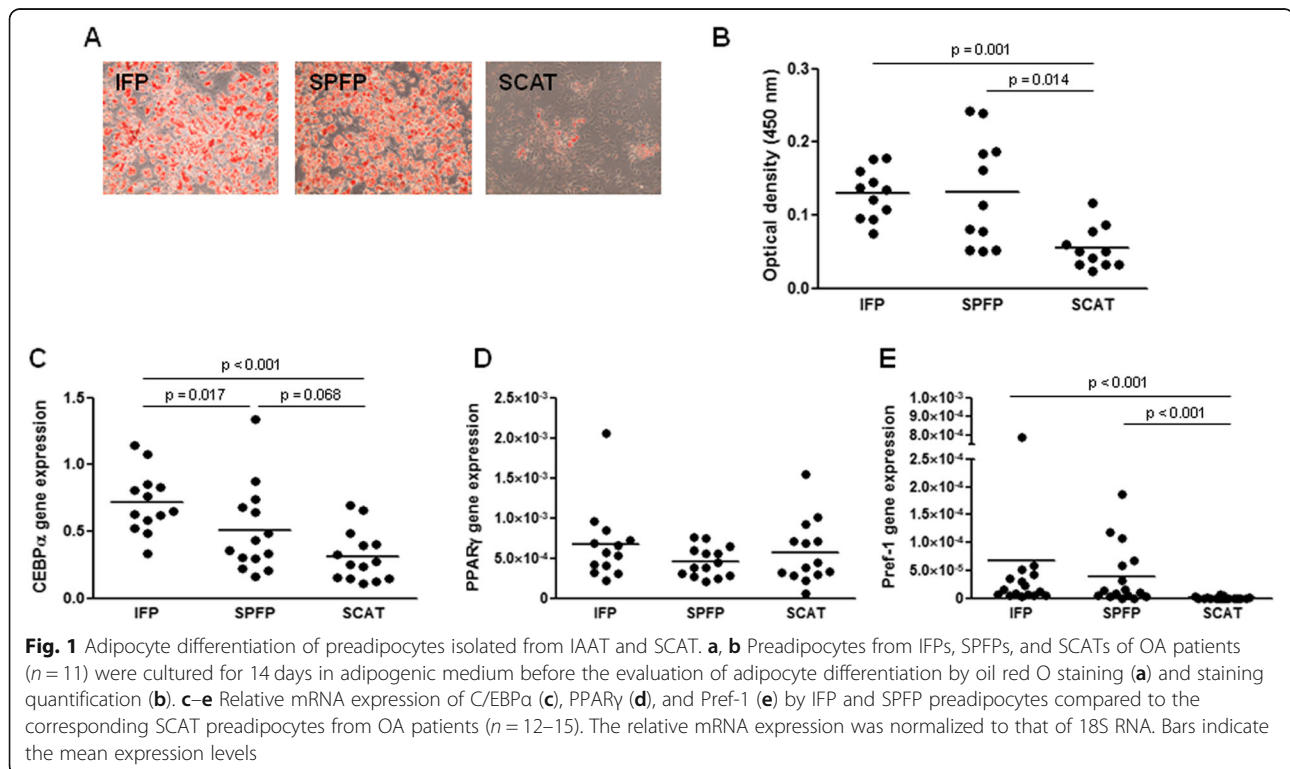 A
IFP
SPFP
SCAT
B
p = 0.001
p = 0.014
Optical density (450 nm)
0.3
0.2
0.1
0.0
IFP SPFP SCAT
C
p < 0.001
p = 0.017 p = 0.068
CEBPα gene expression
1.5
1.0
0.5
0.0
IFP SPFP SCAT
D
PPARγ gene expression
2.5×10-3
2.0×10-3
1.5×10-3
1.0×10-3
5.0×10-4
0
IFP SPFP SCAT
E
p < 0.001
p < 0.001
Pref-1 gene expression
1.0×10-3
8.0×10-4
6.0×10-4
2.5×10-4
2.0×10-4
1.5×10-4
1.0×10-4
5.0×10-5
0
IFP SPFP SCAT
Fig. 1 Adipocyte differentiation of preadipocytes isolated from IAAT and SCAT. a, b Preadipocytes from IFPs, SPFPs, and SCATs of OA patients
(n = 11) were cultured for 14 days in adipogenic medium before the evaluation of adipocyte differentiation by oil red O staining (a) and staining
quantification (b). c–e Relative mRNA expression of C/EBPα (c), PPARγ (d), and Pref-1 (e) by IFP and SPFP preadipocytes compared to the
corresponding SCAT preadipocytes from OA patients (n = 12–15). The relative mRNA expression was normalized to that of 18S RNA. Bars indicate
the mean expression levels